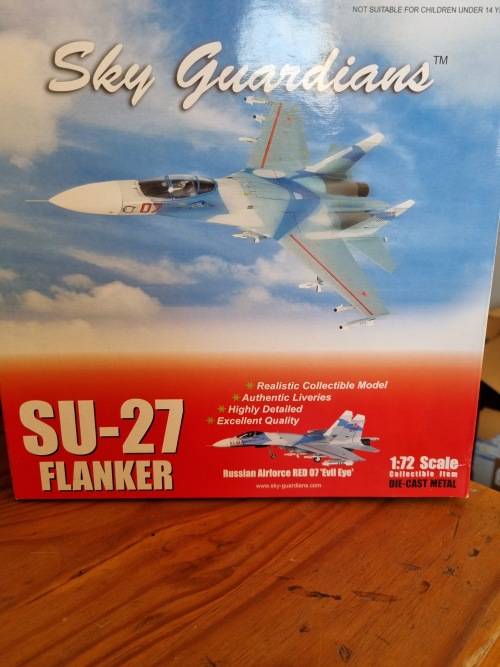 NOT SUITABLE FOR CHILDREN UNDER 14 Y
Sky Guardians™
07
Realistic Collectible Model
Authentic Liveries
Highly Detailed
Excellent Quality
SU-27
FLANKER
Russian Airforce RED 07 'Evil Eye'
www.sky-guardians.com
1:72 Scale
Collectible Item
DIE-CAST METAL